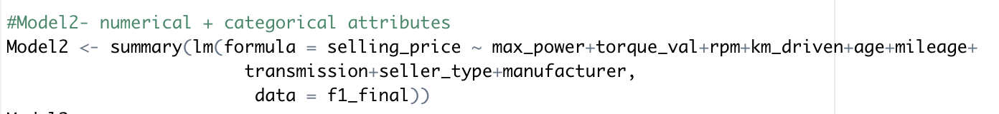 #Model2- numerical + categorical attributes
Model2 <- summary(lm(formula = selling_price ~ max_power+torque_val+rpm+km_driven+age+mileage+
transmission+seller_type+manufacturer,
data = f1_final))